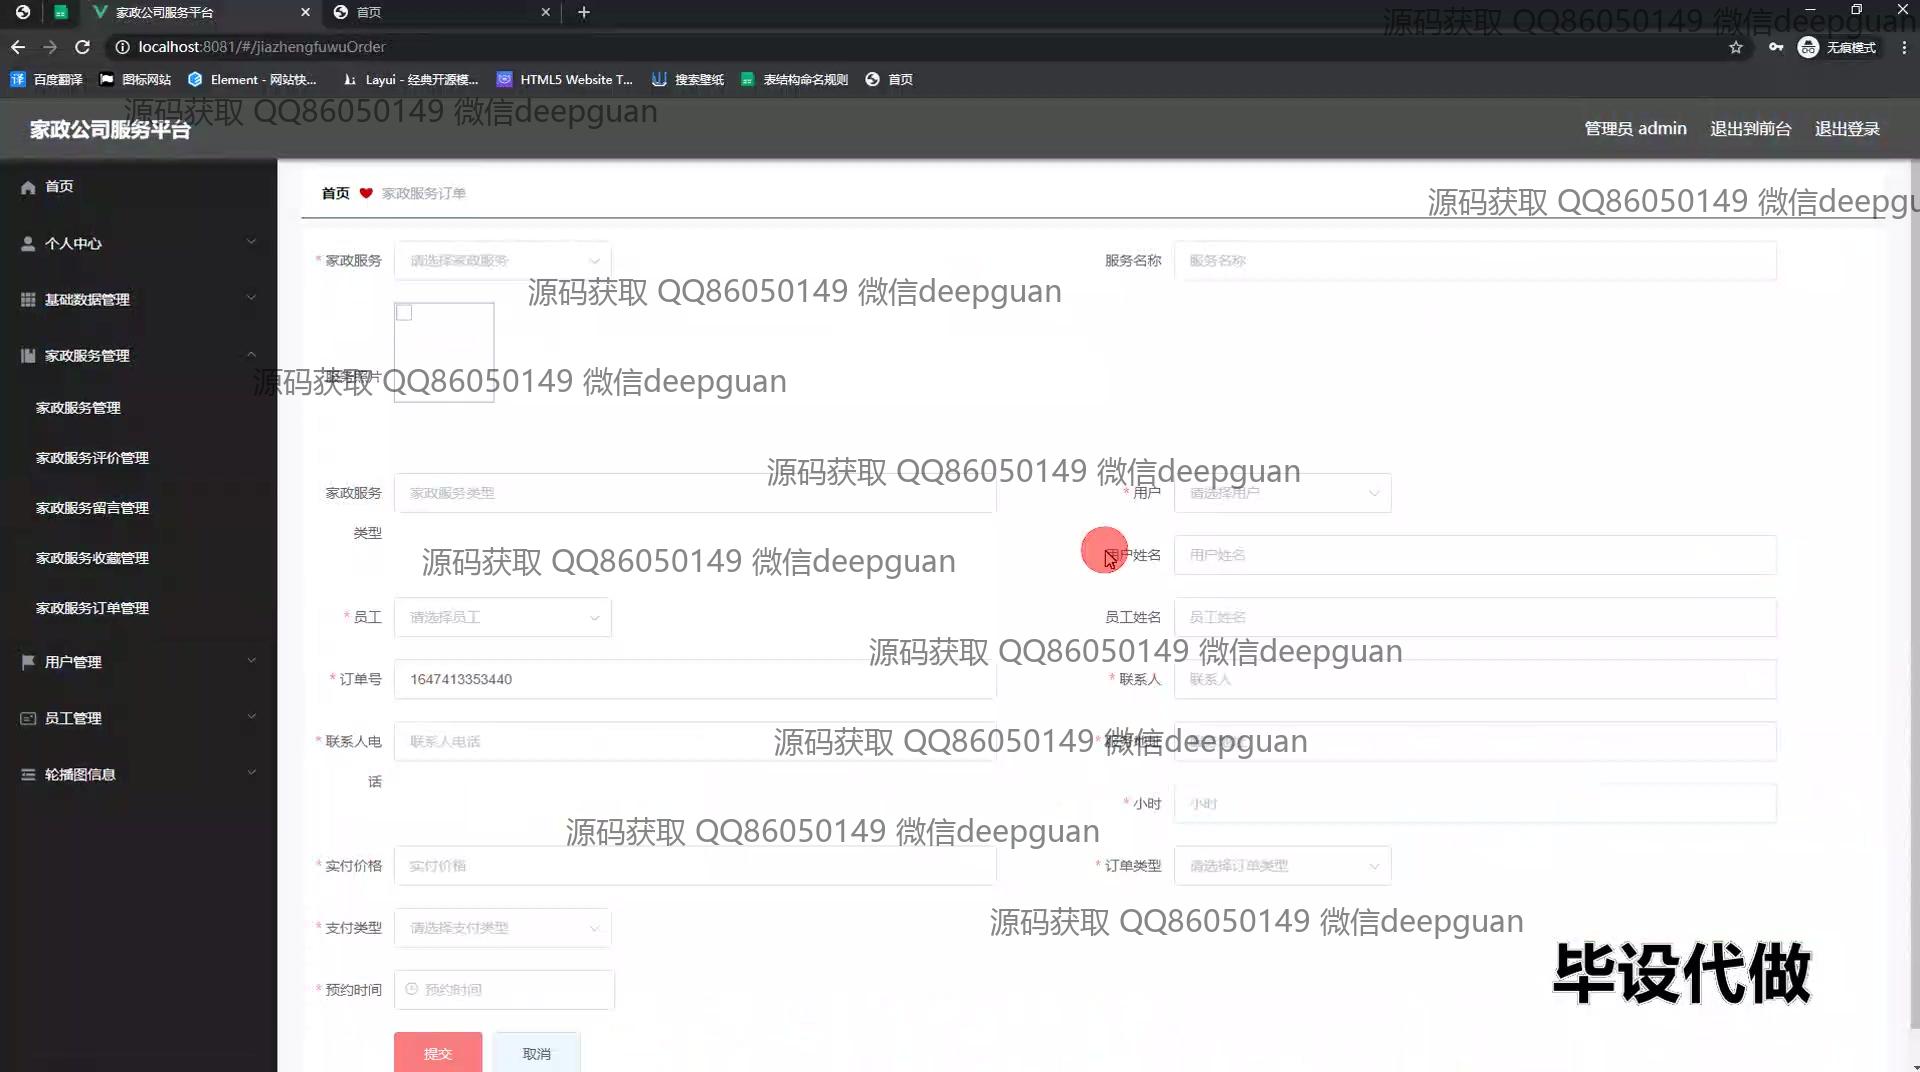 家政公司服务平台
首页
localhost:8081/#/jiazhengfuwuOrder
无痕模式
百度翻译
图标网站
Element - 网站快...
Layui - 经典开源模...
HTML5 Website T...
搜索壁纸
表结构命名规则
首页
源码获取 QQ86050149 微信deepguan
源码获取 QQ86050149 微信deepguan
家政公司服务平台
管理员 admin
退出到前台
退出登录
首页
个人中心
基础数据管理
家政服务管理
家政服务管理
家政服务评价管理
家政服务留言管理
家政服务收藏管理
家政服务订单管理
用户管理
员工管理
轮播图信息
首页
家政服务订单
源码获取 QQ86050149 微信deepgu
* 家政服务
请选择家政服务
服务名称
服务名称
源码获取 QQ86050149 微信deepguan
服务照片
源码获取 QQ86050149 微信deepguan
源码获取 QQ86050149 微信deepguan
家政服务类型
家政服务类型
* 用户
请选择用户
源码获取 QQ86050149 微信deepguan
用户姓名
用户姓名
* 员工
请选择员工
员工姓名
员工姓名
源码获取 QQ86050149 微信deepguan
* 订单号
1647413353440
* 联系人
联系人
* 联系人电话
联系人电话
源码获取 QQ86050149 微信deepguan
* 服务地址
* 小时
小时
源码获取 QQ86050149 微信deepguan
* 实付价格
实付价格
* 订单类型
请选择订单类型
* 支付类型
请选择支付类型
源码获取 QQ86050149 微信deepguan
* 预约时间
预约时间
毕设代做
提交
取消